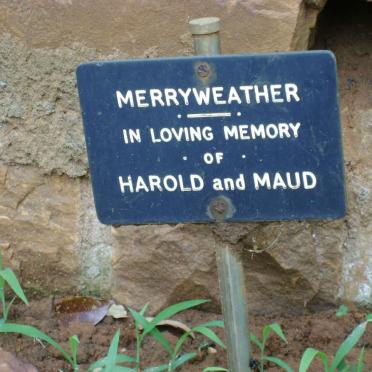 MERRYWEATHER
IN LOVING MEMORY
OF
HAROLD and MAUD